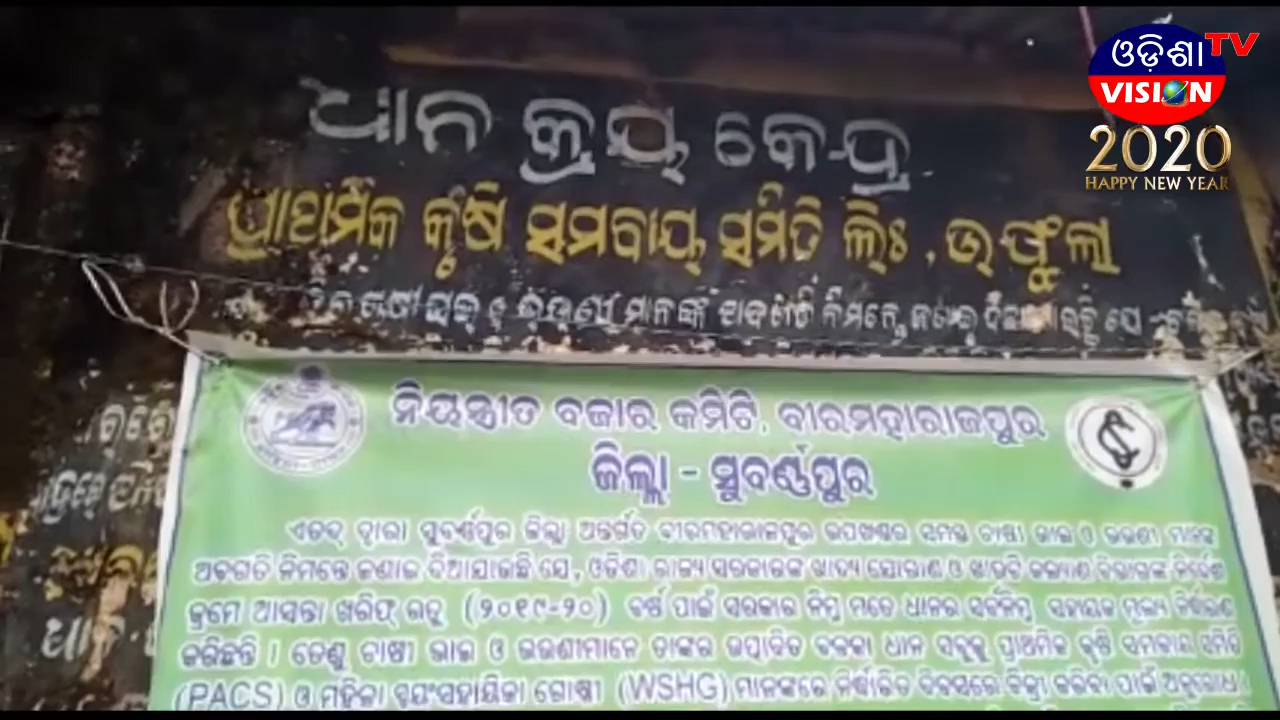 ଓଡ଼ିଶା TV
VISION
2020
HAPPY NEW YEAR
ଧାନ କ୍ରୟ କେନ୍ଦ୍ର
ପ୍ରାଥମିକ କୃଷି ସମବାୟ ସମିତି ଲିଃ, ଉଫୁଲା
ମାନଙ୍କ ଅବଗତି ନିମନ୍ତେ
ନିୟନ୍ତ୍ରୀତ ବଜାର କମିଟି, ବୀରମହାରାଜପୁର
ଜିଲ୍ଲା - ସୁବର୍ଣ୍ଣପୁର
ଏତଦ୍ ଦ୍ୱାରା ସୁବର୍ଣ୍ଣପୁର ଜିଲ୍ଲା ଅନ୍ତର୍ଗତ ବୀରମହାରାଜପୁର ଉପଖଣ୍ଡର ସମସ୍ତ ଚାଷୀ ଭାଇ ଓ ଭଉଣୀ ମାନଙ୍କ
ଅବଗତି ନିମନ୍ତେ ଜଣାଇ ଦିଆଯାଉଅଛି ଯେ, ଓଡିଶା ରାଜ୍ୟ ସରକାରଙ୍କ ଖାଦ୍ୟ ଯୋଗାଣ ଓ ଖାଉଟି କଲ୍ୟାଣ ବିଭାଗଙ୍କ ନିର୍ଦ୍ଦେଶ
କ୍ରମେ ଆସନ୍ତା ଖରିଫ୍ ଋତୁ (୨୦୧୯-୨୦) ବର୍ଷ ପାଇଁ ସରକାର ନିମ୍ନ ମତେ ଧାନର ସର୍ବନିମ୍ନ ସହାୟକ ମୂଲ୍ୟ ନିର୍ଦ୍ଧାରଣ
କରିଛନ୍ତି । ତେଣୁ ଚାଷୀ ଭାଇ ଓ ଭଉଣୀମାନେ ତାଙ୍କର ଉତ୍ପାଦିତ ବଳକା ଧାନ ସବୁକୁ ପ୍ରାଥମିକ କୃଷି ସମବାୟ ସମିତି
(PACS) ଓ ମହିଳା ସ୍ୱୟଂସହାୟିକା ଗୋଷ୍ଠୀ (WSHG) ମାନଙ୍କରେ ନିର୍ଦ୍ଧାରିତ ଦିବସରେ ବିକ୍ରୀ କରିବା ପାଇଁ ଅନୁରୋଧ ।
ଧାନ